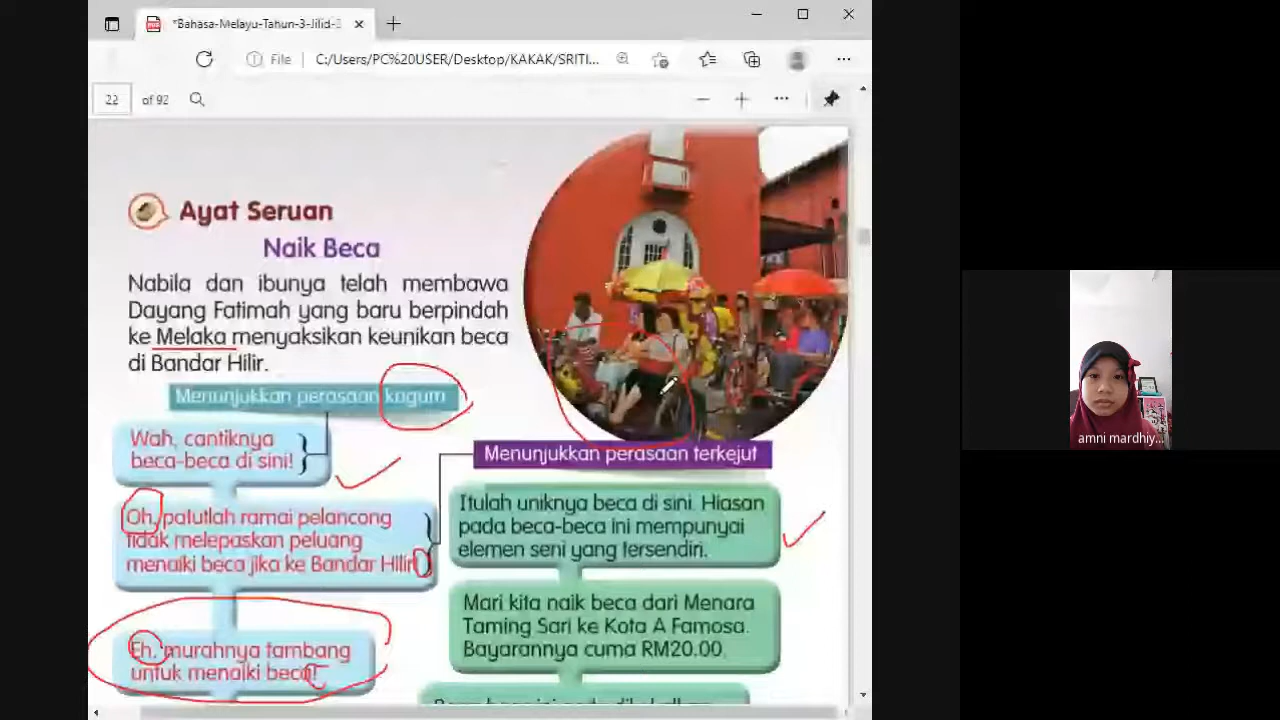 *Bahasa-Melayu-Tahun-3-Jilid-
File
C:/Users/PC%20USER/Desktop/KAKAK/SRITI...
22
of 92
Ayat Seruan
Naik Beca
Nabila dan ibunya telah membawa
Dayang Fatimah yang baru berpindah
ke Melaka menyaksikan keunikan beca
di Bandar Hilir.
Menunjukkan perasaan kagum
Wah, cantiknya
beca-beca di sini!
Menunjukkan perasaan terkejut
Oh, patutlah ramai pelancong
tidak melepaskan peluang
menaiki beca jika ke Bandar Hilir!
Itulah uniknya beca di sini. Hiasan
pada beca-beca ini mempunyai
elemen seni yang tersendiri.
Mari kita naik beca dari Menara
Taming Sari ke Kota A Famosa.
Bayarannya cuma RM20.00.
Eh, murahnya tambang
untuk menaiki beca!
amni mardhiy...